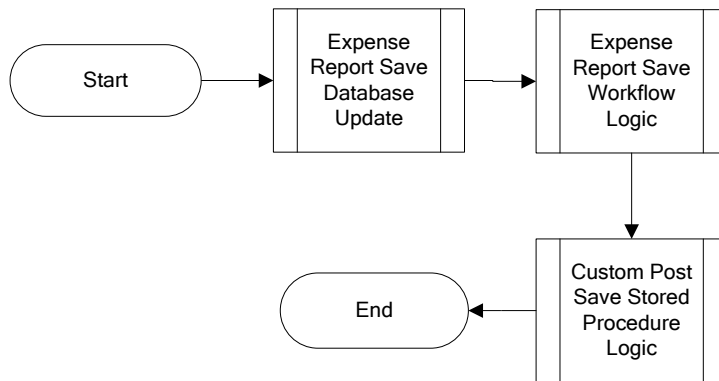 Start
Expense
Report Save
Database
Update
Expense
Report Save
Workflow
Logic
Custom Post
Save Stored
Procedure
Logic
End